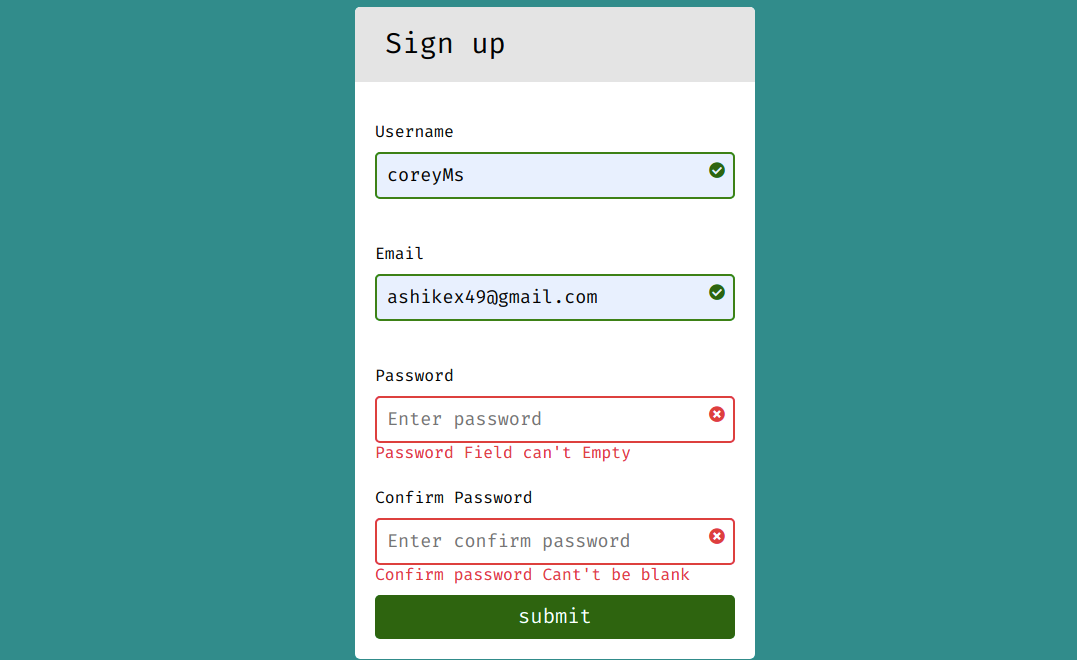 Sign up
Username
coreyMs
Email
ashikex49@gmail.com
Password
Enter password
Password Field can't Empty
Confirm Password
Enter confirm password
Confirm password Cant't be blank
submit